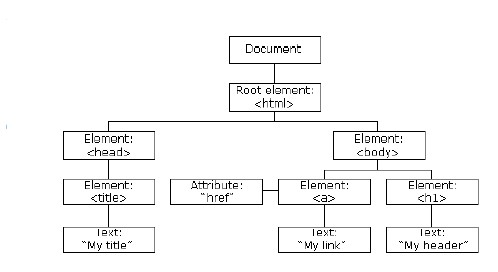 Document
Root element:
<html>
Element:
<head>
Element:
<body>
Element:
<title>
Attribute:
"href"
Element:
<a>
Element:
<h1>
Text:
"My title"
Text:
"My link"
Text:
"My header"